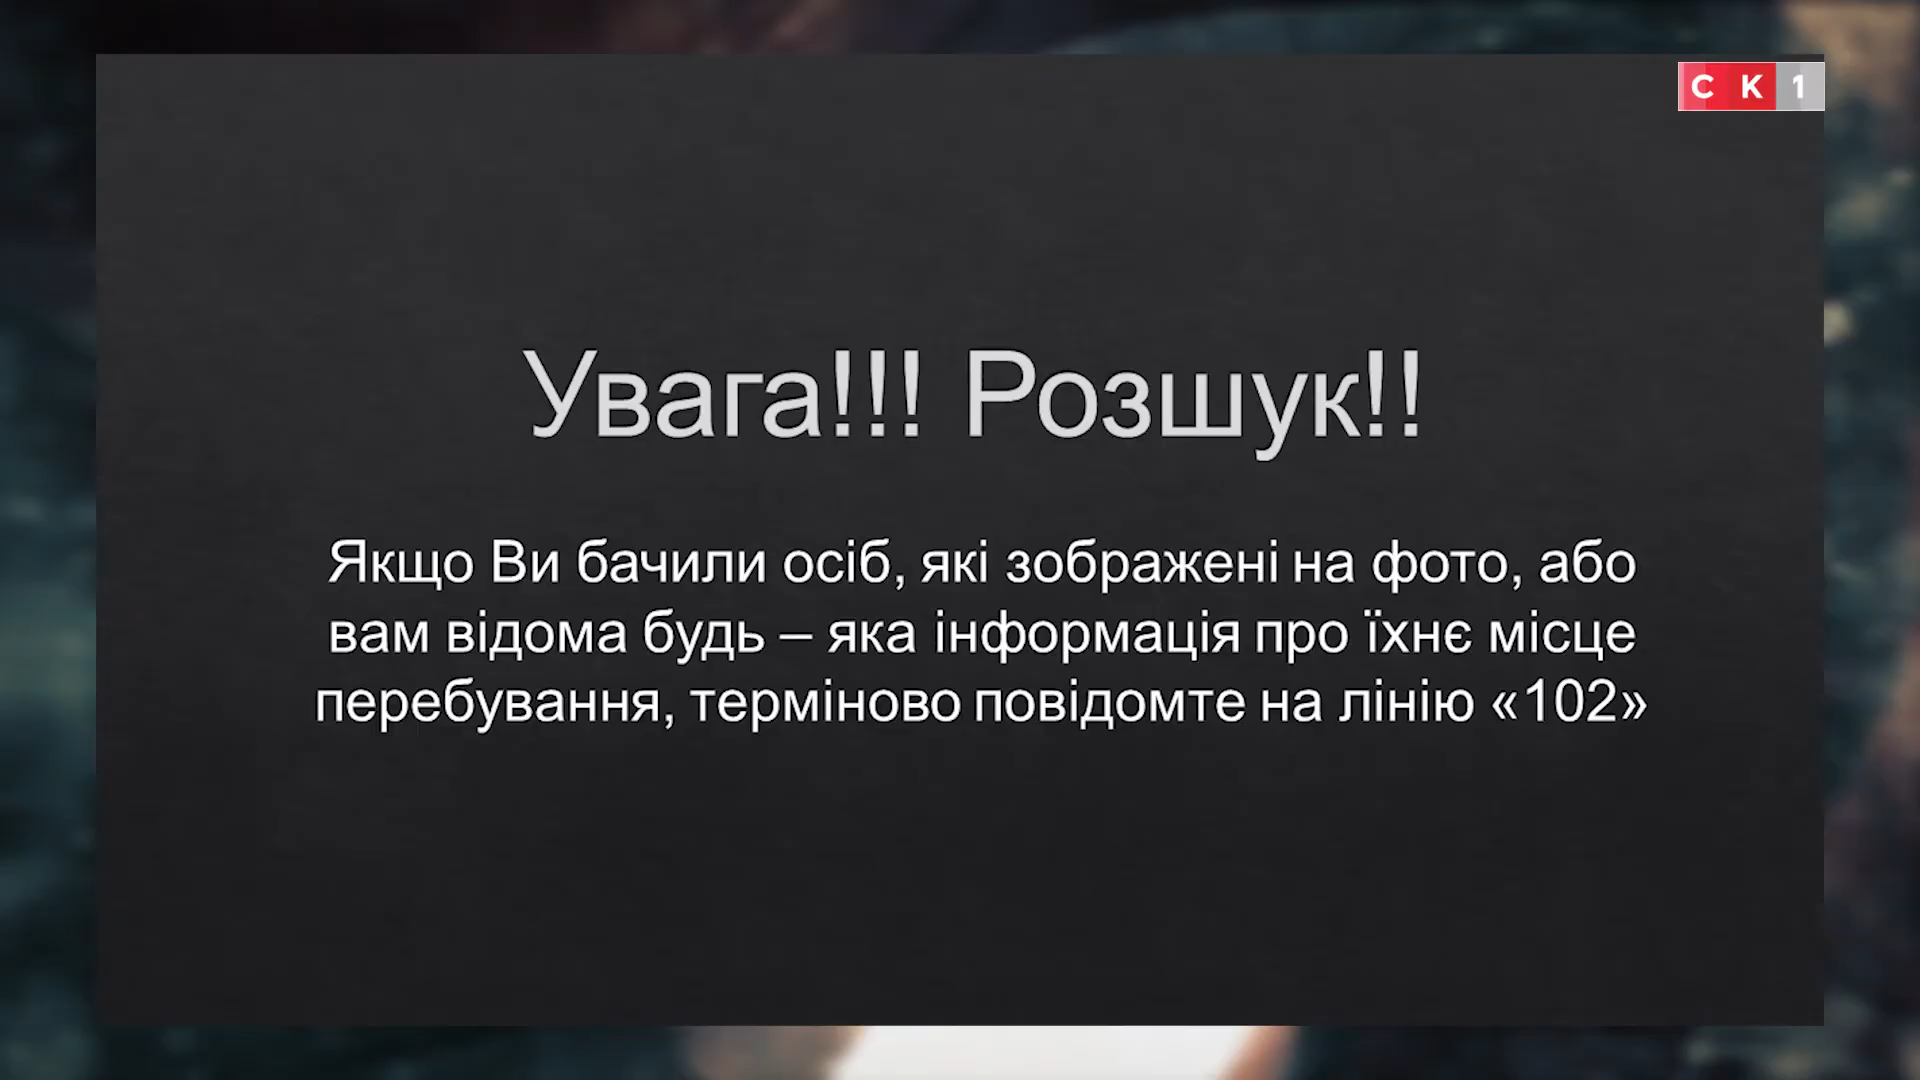 СК1
Увага!!! Розшук!!
Якщо Ви бачили осіб, які зображені на фото, або
вам відома будь – яка інформація про їхнє місце
перебування, терміново повідомте на лінію «102»